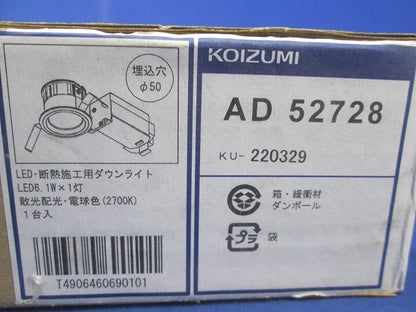 埋込穴
φ50
LED・断熱施工用ダウンライト
LED6.1W×1灯
散光配光・電球色(2700K)
1台入
T4906460690101
KOIZUMI
AD 52728
KU- 220329
箱・緩衝材
ダンボール
プラ
袋